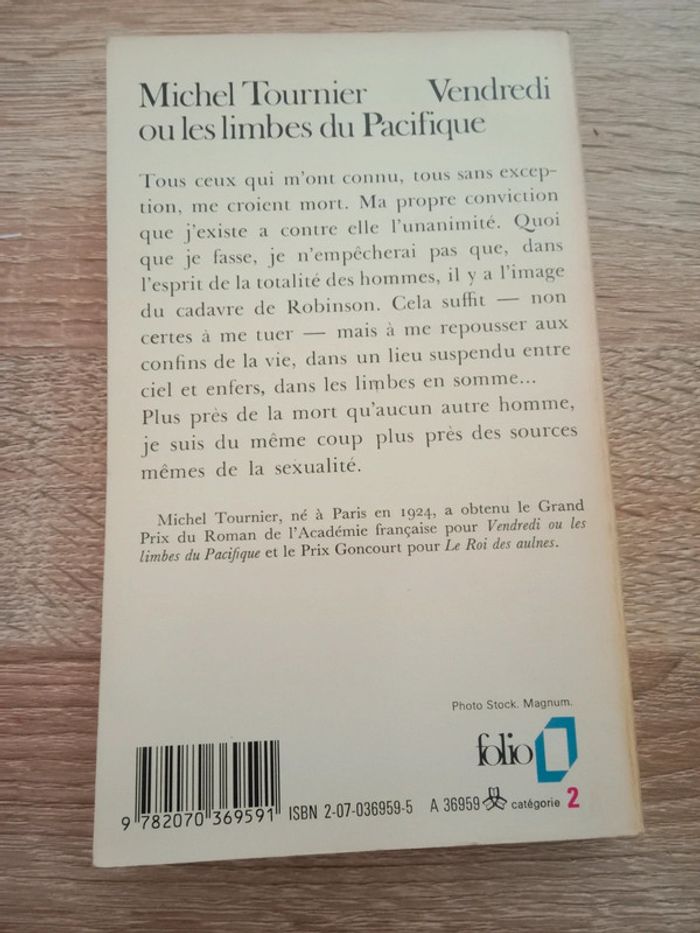 Michel Tournier Vendredi
ou les limbes du Pacifique
Tous ceux qui m'ont connu, tous sans excep-
tion, me croient mort. Ma propre conviction
que j'existe a contre elle l'unanimité. Quoi
que je fasse, je n'empêcherai pas que, dans
l'esprit de la totalité des hommes, il y a l'image
du cadavre de Robinson. Cela suffit — non
certes à me tuer — mais à me repousser aux
confins de la vie, dans un lieu suspendu entre
ciel et enfers, dans les limbes en somme...
Plus près de la mort qu'aucun autre homme,
je suis du même coup plus près des sources
mêmes de la sexualité.
Michel Tournier, né à Paris en 1924, a obtenu le Grand
Prix du Roman de l'Académie française pour Vendredi ou les
limbes du Pacifique et le Prix Goncourt pour Le Roi des aulnes.
Photo Stock. Magnum.
folio
9 782070 369591 ISBN 2-07-036959-5 A 36959 catégorie 2